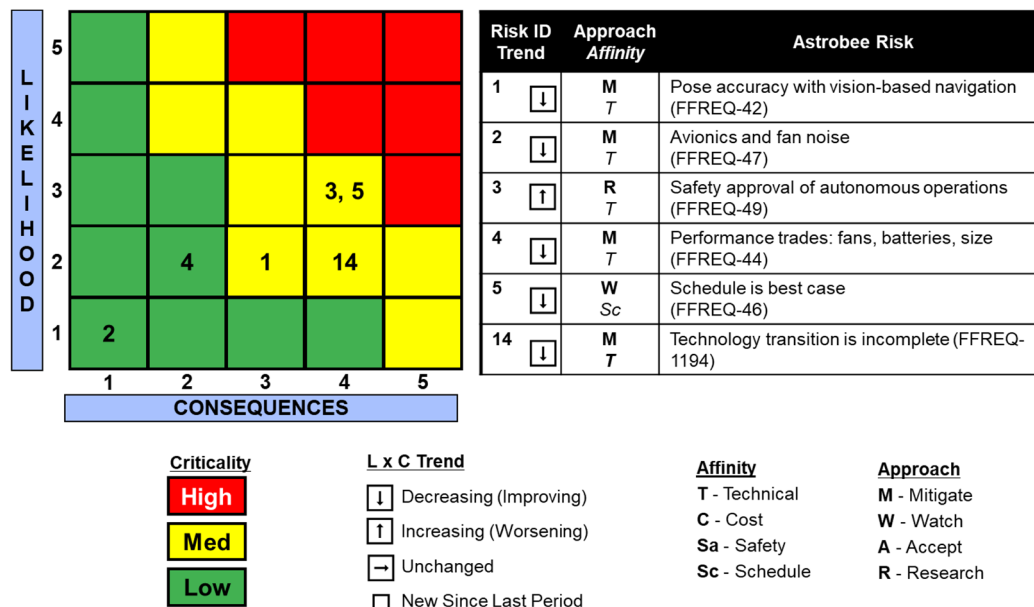 LIKELIHOOD
5
4
3
3, 5
2
4
1
14
1
2
1
2
3
4
5
CONSEQUENCES
Risk ID
Trend
Approach
Affinity
Astrobee Risk
1
↓
M
T
Pose accuracy with vision-based navigation
(FFREQ-42)
2
↓
M
T
Avionics and fan noise
(FFREQ-47)
3
↑
R
T
Safety approval of autonomous operations
(FFREQ-49)
4
↓
M
T
Performance trades: fans, batteries, size
(FFREQ-44)
5
↓
W
Sc
Schedule is best case
(FFREQ-46)
14
↓
M
T
Technology transition is incomplete (FFREQ-
1194)
Criticality
High
Med
Low
L x C Trend
↓ Decreasing (Improving)
↑ Increasing (Worsening)
→ Unchanged
New Since Last Period
Affinity
T - Technical
C - Cost
Sa - Safety
Sc - Schedule
Approach
M - Mitigate
W - Watch
A - Accept
R - Research